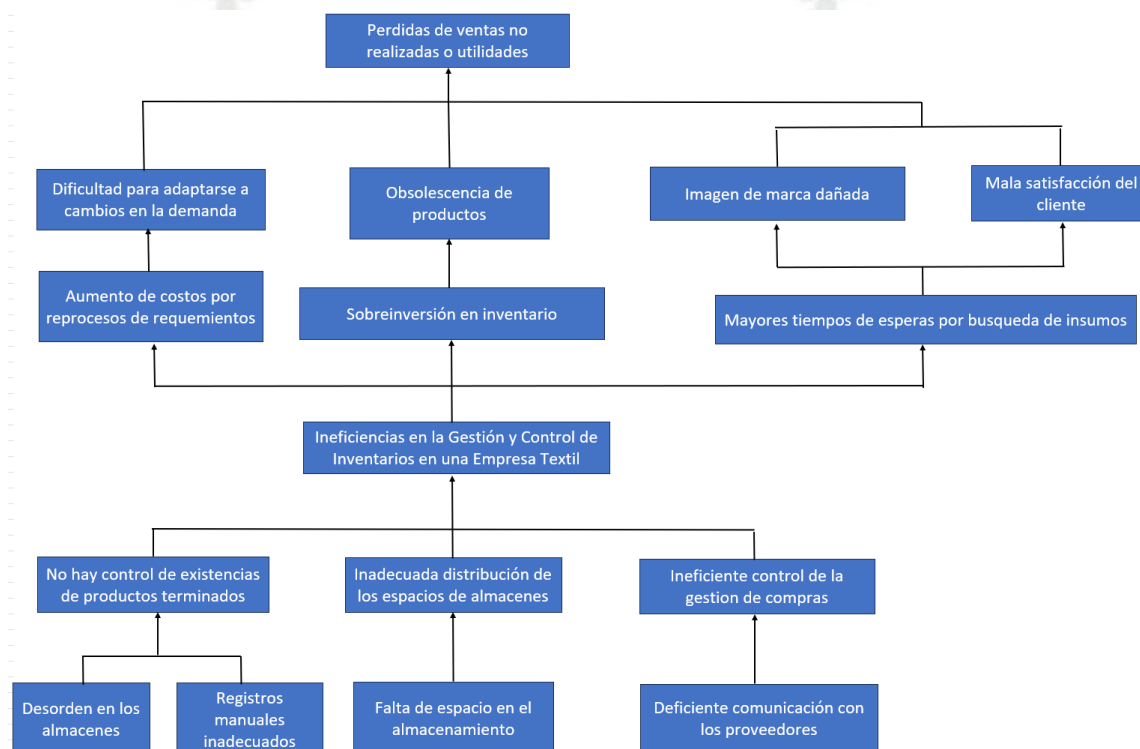 Perdidas de ventas no
realizadas o utilidades
Dificultad para adaptarse a
cambios en la demanda
Obsolescencia de
productos
Imagen de marca dañada
Mala satisfacción del
cliente
Aumento de costos por
reprocesos de requemientos
Sobreinversión en inventario
Mayores tiempos de esperas por busqueda de insumos
Ineficiencias en la Gestión y Control de
Inventarios en una Empresa Textil
No hay control de existencias
de productos terminados
Inadecuada distribución de
los espacios de almacenes
Ineficiente control de la
gestion de compras
Desorden en los
almacenes
Registros
manuales
inadecuados
Falta de espacio en el
almacenamiento
Deficiente comunicación con
los proveedores